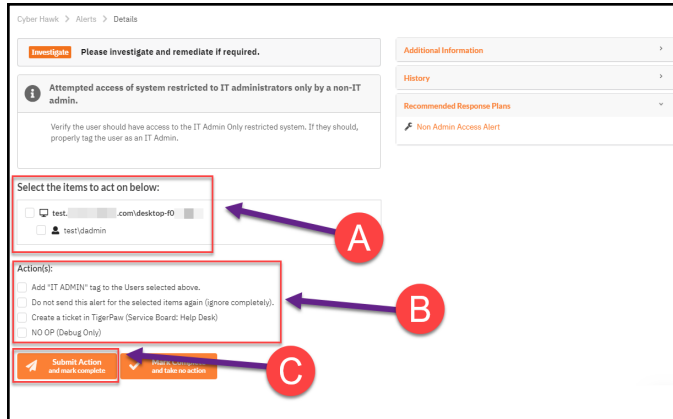 Cyber Hawk > Alerts > Details
Investigate Please investigate and remediate if required.
Attempted access of system restricted to IT administrators only by a non-IT
admin.
Verify the user should have access to the IT Admin Only restricted system. If they should,
properly tag the user as an IT Admin.
Additional Information
History
Recommended Response Plans
Non Admin Access Alert
Select the items to act on below:
test. .com\desktop-f0
test\dadmin
A
Action(s):
Add "IT ADMIN" tag to the Users selected above.
Do not send this alert for the selected items again (ignore completely).
Create a ticket in TigerPaw (Service Board: Help Desk)
NO OP (Debug Only)
B
Submit Action
and mark complete
Mark Complete
and take no action
C